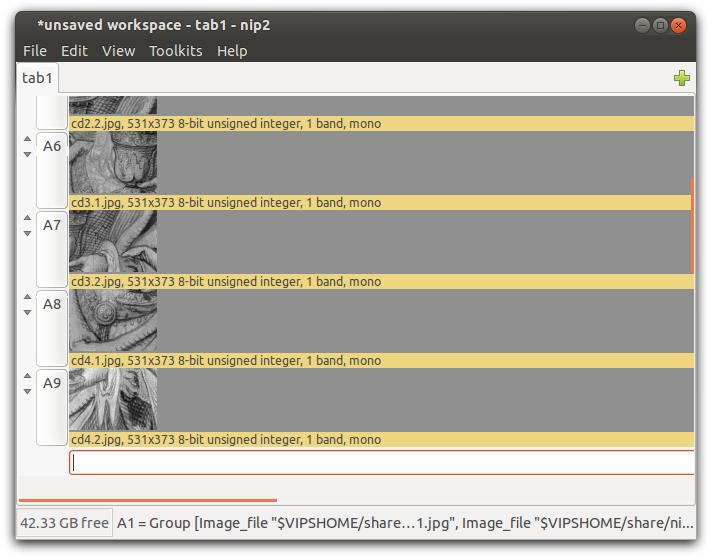 *unsaved workspace - tab1 - nip2
File Edit View Toolkits Help
tab1
cd2.2.jpg, 531x373 8-bit unsigned integer, 1 band, mono
A6
cd3.1.jpg, 531x373 8-bit unsigned integer, 1 band, mono
A7
cd3.2.jpg, 531x373 8-bit unsigned integer, 1 band, mono
A8
cd4.1.jpg, 531x373 8-bit unsigned integer, 1 band, mono
A9
cd4.2.jpg, 531x373 8-bit unsigned integer, 1 band, mono
42.33 GB free A1 = Group [Image_file "$VIPSHOME/share…1.jpg", Image_file "$VIPSHOME/share/ni...